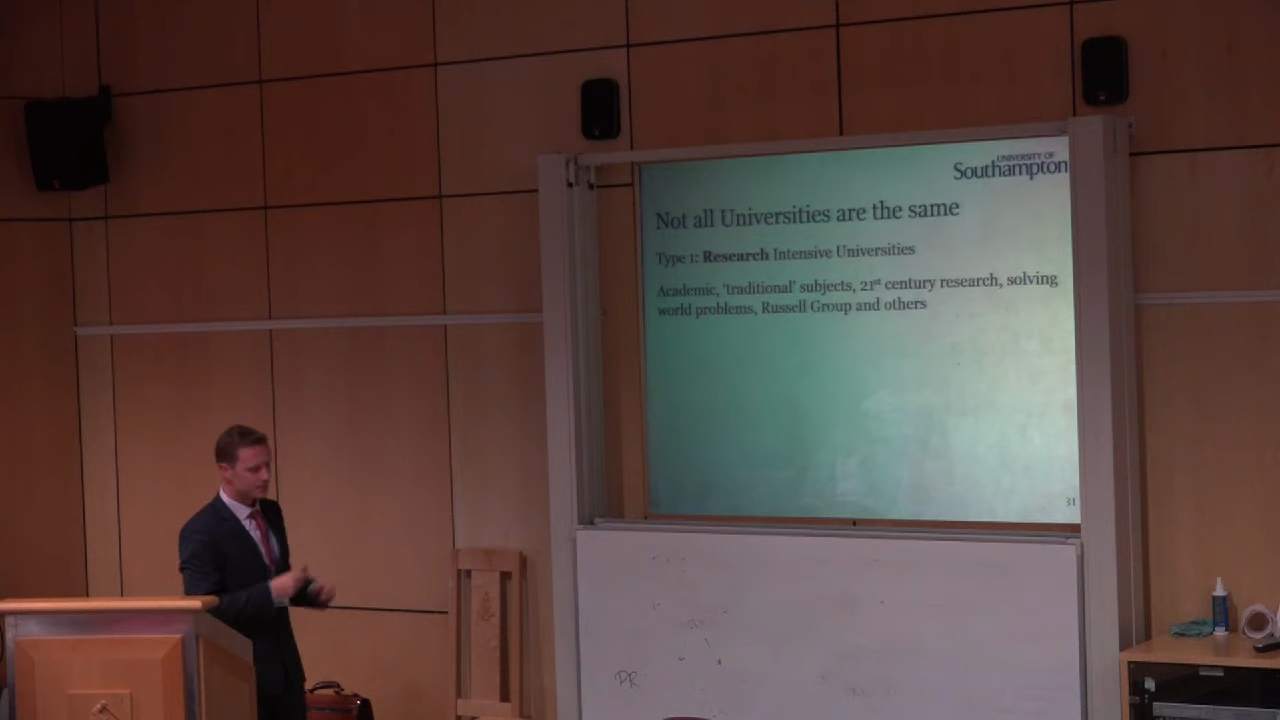 UNIVERSITY OF
Southampton
Not all Universities are the same
Type 1: Research Intensive Universities
Academic, 'traditional' subjects, 21st century research, solving
world problems, Russell Group and others
31
DR